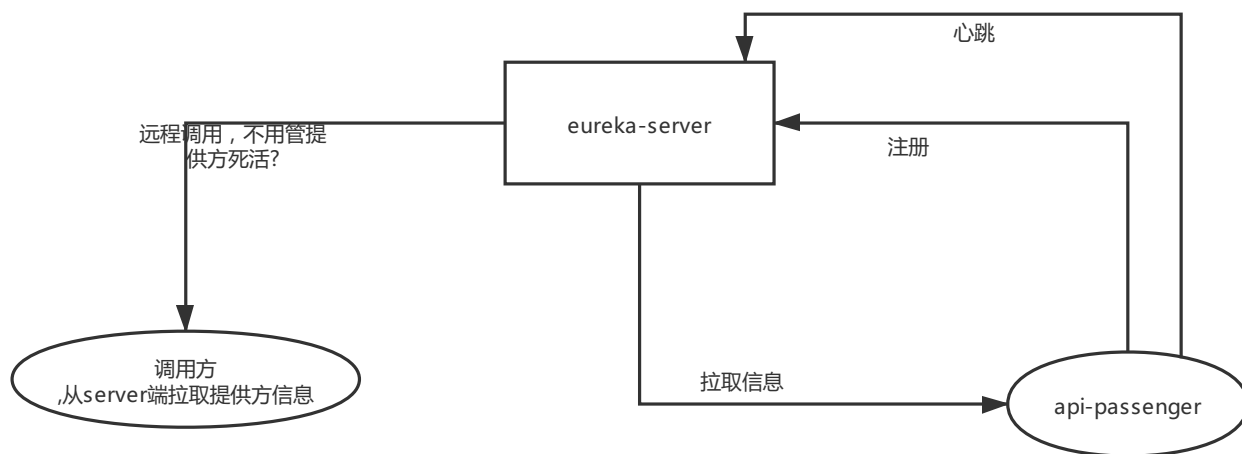 心跳
eureka-server
远程调用，不用管提
供方死活?
注册
调用方
,从server端拉取提供方信息
拉取信息
api-passenger